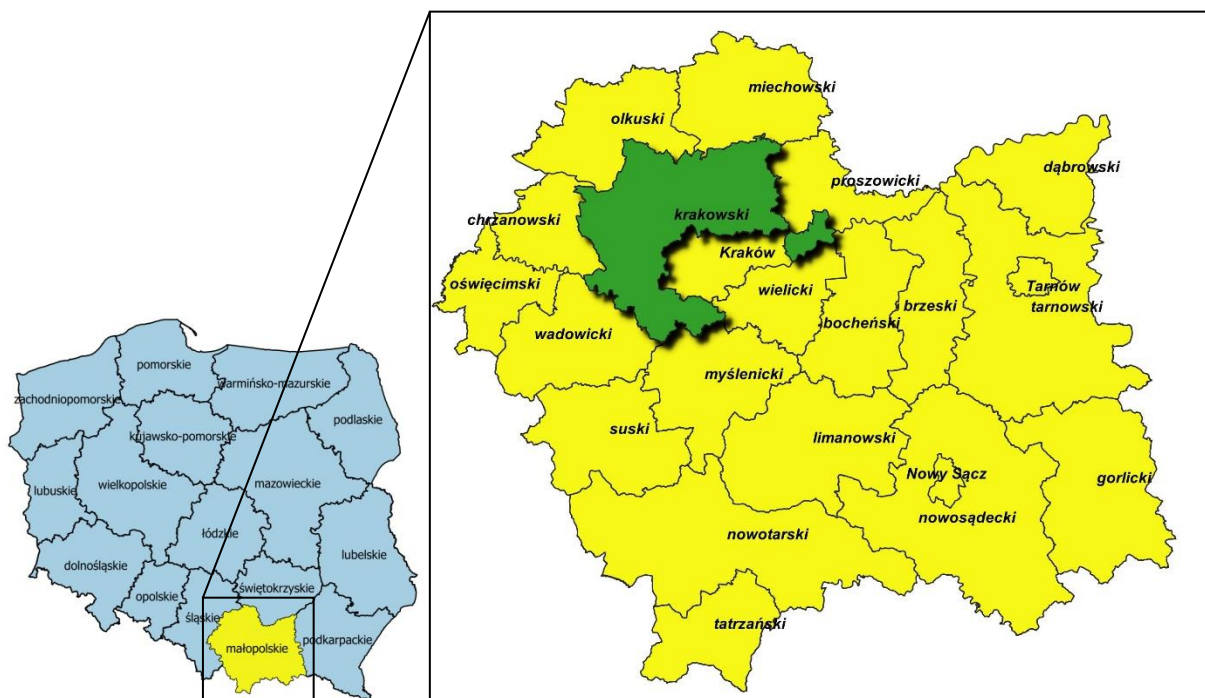 pomorskie
warmińsko-mazurskie
zachodniopomorskie
podlaskie
kujawsko-pomorskie
mazowieckie
wielkopolskie
lubuskie
łódzkie
lubelskie
dolnośląskie
świętokrzyskie
opolskie
śląskie
małopolskie
podkarpackie
miechowski
olkuski
dąbrowski
proszowicki
chrzanowski
krakowski
Kraków
oświęcimski
wielicki
Tarnów
tarnowski
brzeski
bocheński
wadowicki
myślenicki
suski
limanowski
Nowy Sącz
gorlicki
nowosądecki
nowotarski
tatrzański